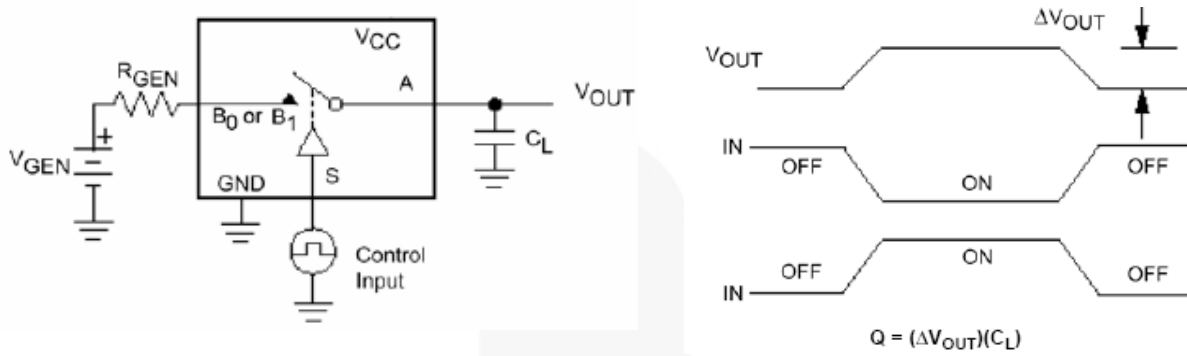 VCC
RGEN
A
VOUT
B0 or B1
+
CL
VGEN
S
GND
Control
Input
ΔVOUT
VOUT
IN
OFF
ON
OFF
IN
OFF
ON
OFF
Q = (ΔVOUT)(CL)